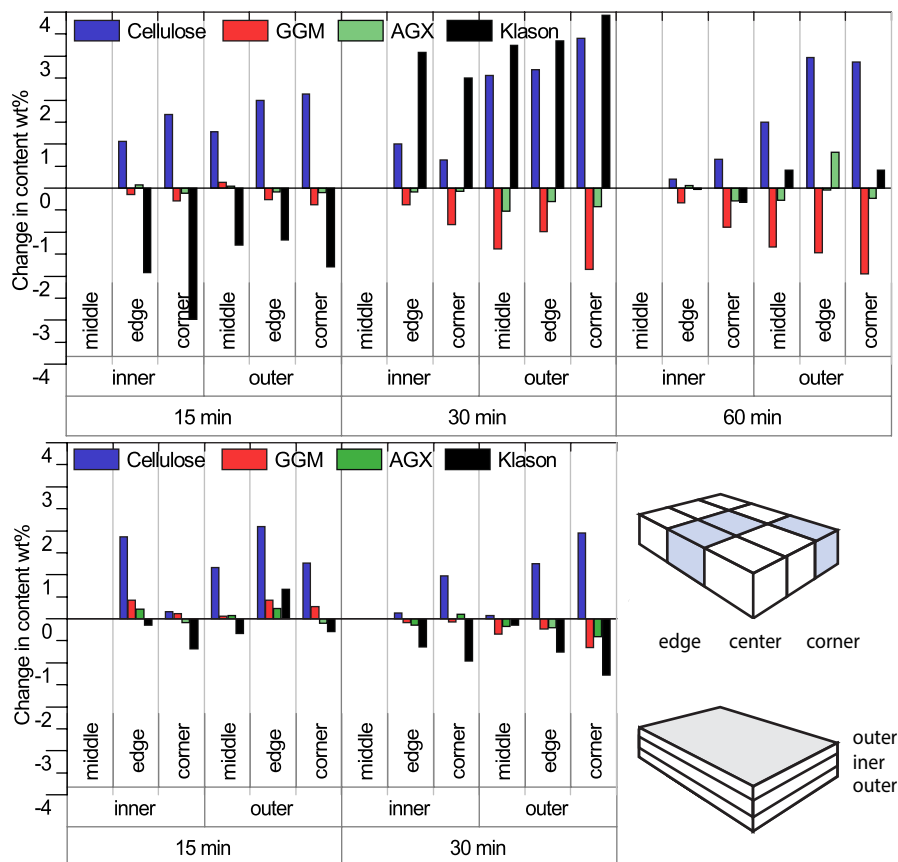 Cellulose GGM AGX Klason
Change in content wt%
4
3
2
1
0
-1
-2
-3
-4
middle edge corner middle edge corner middle edge corner middle edge corner middle edge corner middle edge corner
inner outer inner outer inner outer
15 min 30 min 60 min
Cellulose GGM AGX Klason
Change in content wt%
4
3
2
1
0
-1
-2
-3
-4
middle edge corner middle edge corner middle edge corner middle edge corner
inner outer inner outer
15 min 30 min
edge center corner
outer
iner
outer